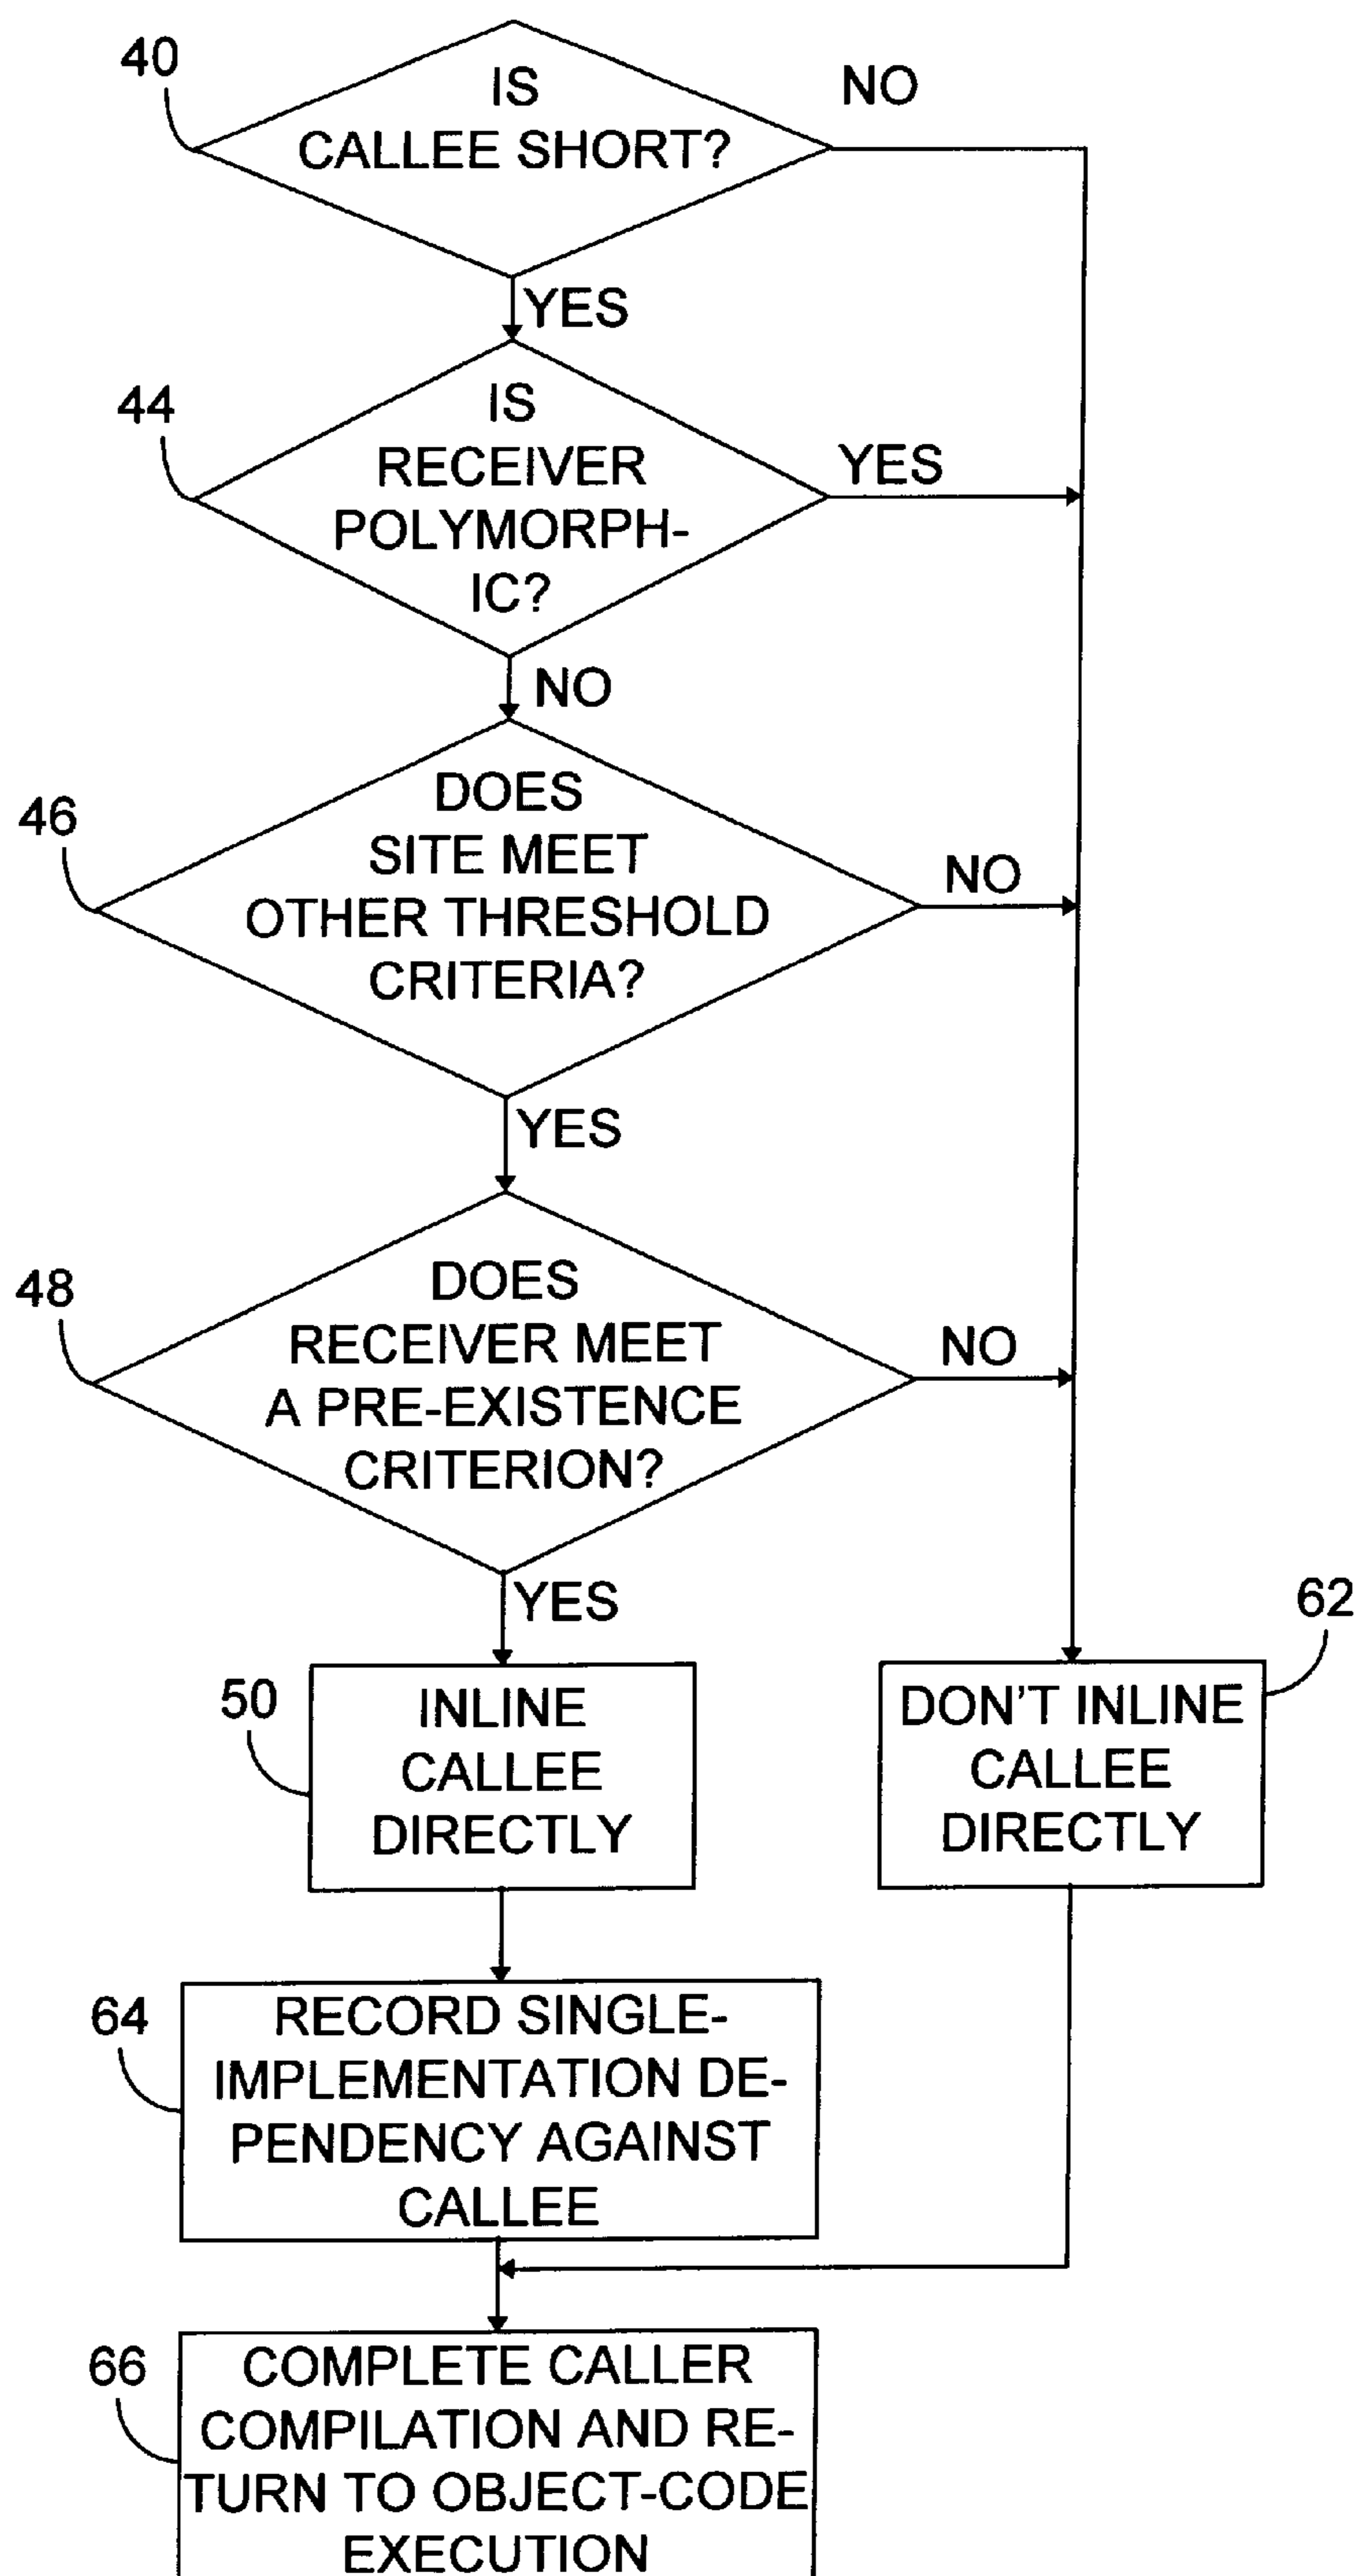 40
IS
CALLEE SHORT?
NO
YES
44
IS
RECEIVER
POLYMORPH-
IC?
YES
NO
46
DOES
SITE MEET
OTHER THRESHOLD
CRITERIA?
NO
YES
48
DOES
RECEIVER MEET
A PRE-EXISTENCE
CRITERION?
NO
YES
50
INLINE
CALLEE
DIRECTLY
62
DON'T INLINE
CALLEE
DIRECTLY
64
RECORD SINGLE-
IMPLEMENTATION DE-
PENDENCY AGAINST
CALLEE
66
COMPLETE CALLER
COMPILATION AND RE-
TURN TO OBJECT-CODE
EXECUTION